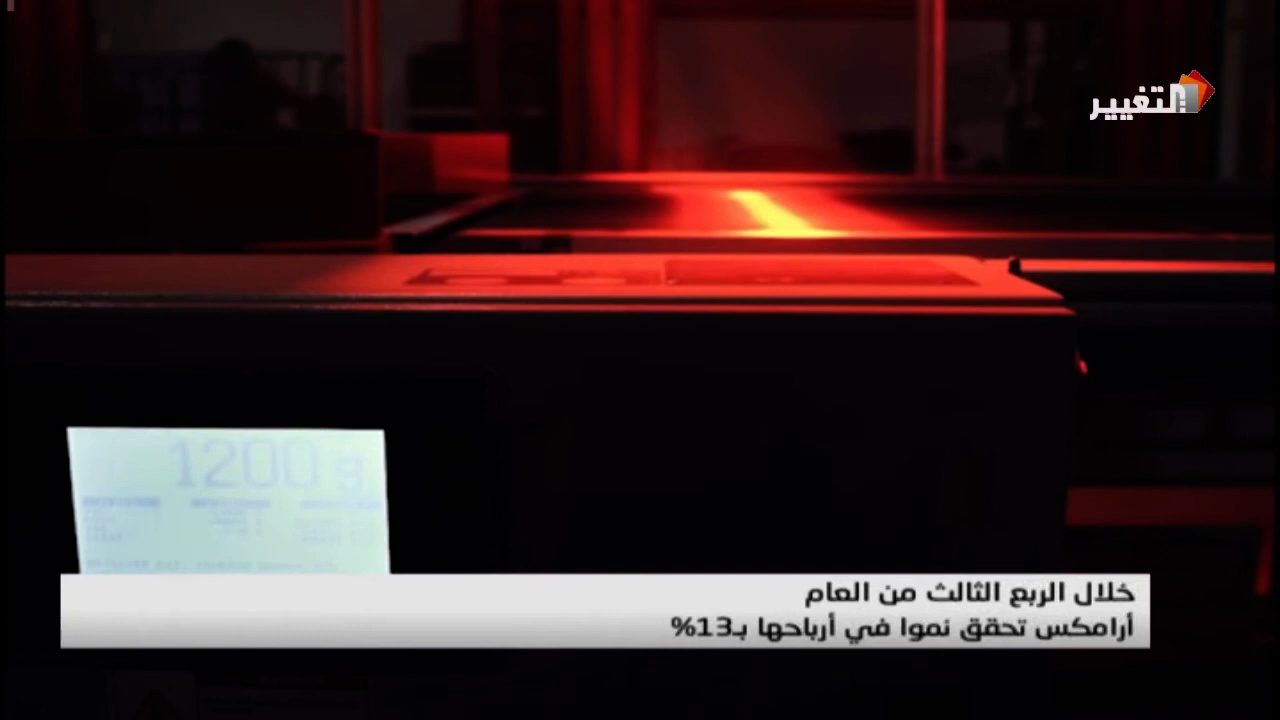 التغيير
1200 g
خلال الربع الثالث من العام
أرامكس تحقق نموا في أرباحها بـ13%